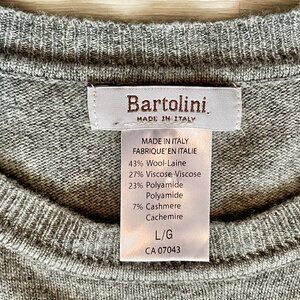 Bartolini
MADE IN ITALY
MADE IN ITALY
FABRIQUE EN ITALIE
43% Wool-Laine
27% Viscose-Viscose
23% Polyamide
Polyamide
7% Cashmere
Cachemire
L/G
CA 07043